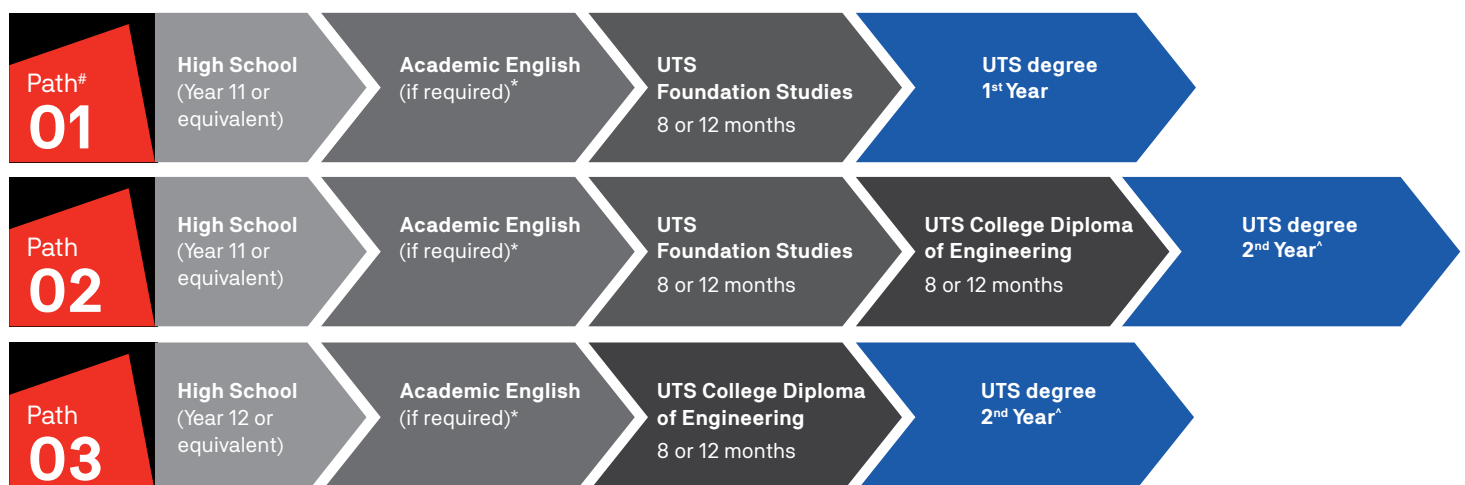 Path#
01
High School
(Year 11 or
equivalent)
Academic English
(if required)*
UTS
Foundation Studies
8 or 12 months
UTS degree
1st Year
Path
02
High School
(Year 11 or
equivalent)
Academic English
(if required)*
UTS
Foundation Studies
8 or 12 months
UTS College Diploma
of Engineering
8 or 12 months
UTS degree
2nd Year^
Path
03
High School
(Year 12 or
equivalent)
Academic English
(if required)*
UTS College Diploma
of Engineering
8 or 12 months
UTS degree
2nd Year^